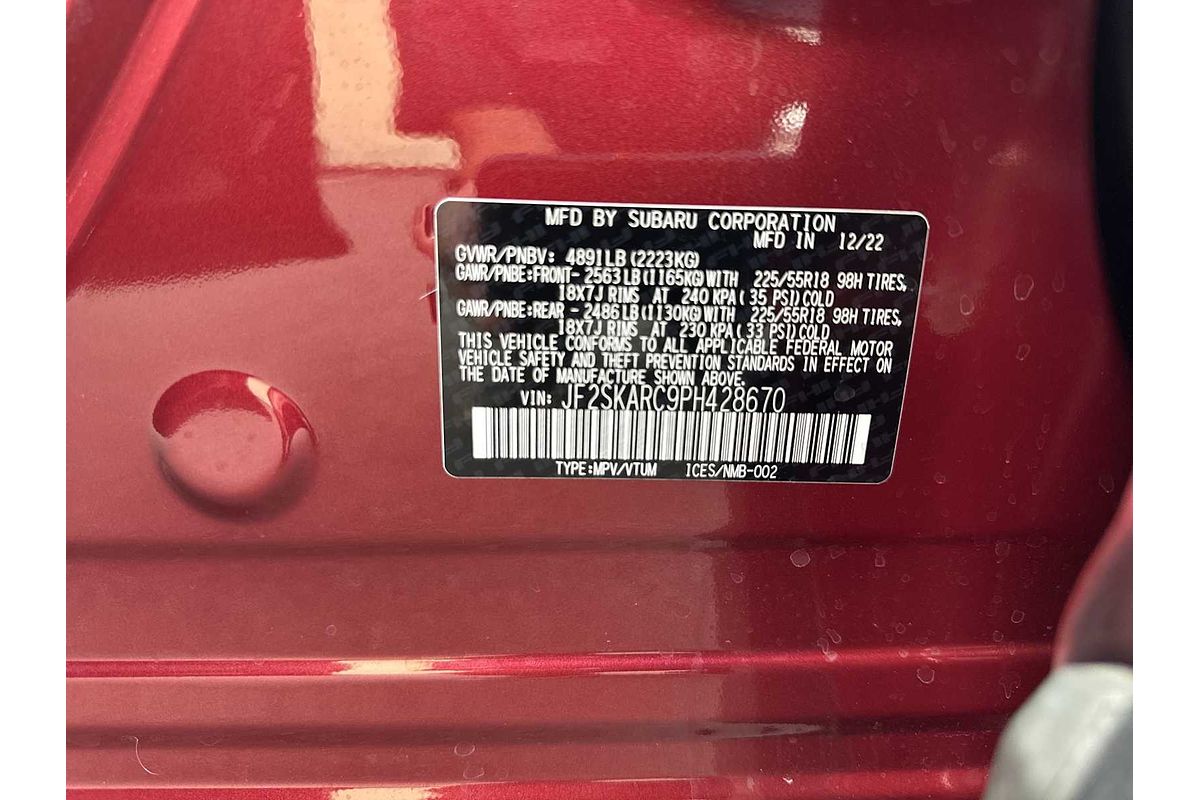 MFD BY SUBARU CORPORATION
MFD IN 12/22
GVWR/PNBV: 4891LB(2223KG)
GAWR/PNBE:FRONT-2563LB(1165KG)WITH 225/55R18 98H TIRES,
18X7J RIMS AT 240 KPA( 35 PSI)COLD
GAWR/PNBE:REAR -2486LB(1130KG)WITH 225/55R18 98H TIRES,
18X7J RIMS AT 230 KPA( 33 PSI)COLD
THIS VEHICLE CONFORMS TO ALL APPLICABLE FEDERAL MOTOR
VEHICLE SAFETY AND THEFT PREVENTION STANDARDS IN EFFECT ON
THE DATE OF MANUFACTURE SHOWN ABOVE.
VIN: JF2SKARC9PH428670
TYPE:MPV/VTUM ICES/NMB-002